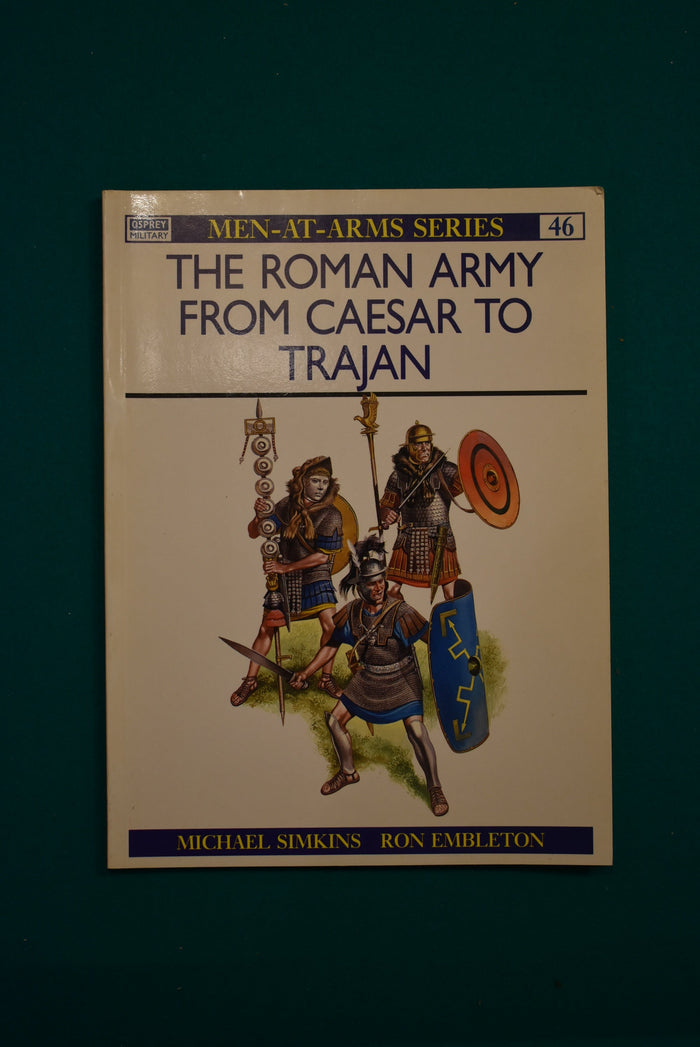 OSPREY
MILITARY
MEN-AT-ARMS SERIES
46
THE ROMAN ARMY
FROM CAESAR TO
TRAJAN
MICHAEL SIMKINS RON EMBLETON